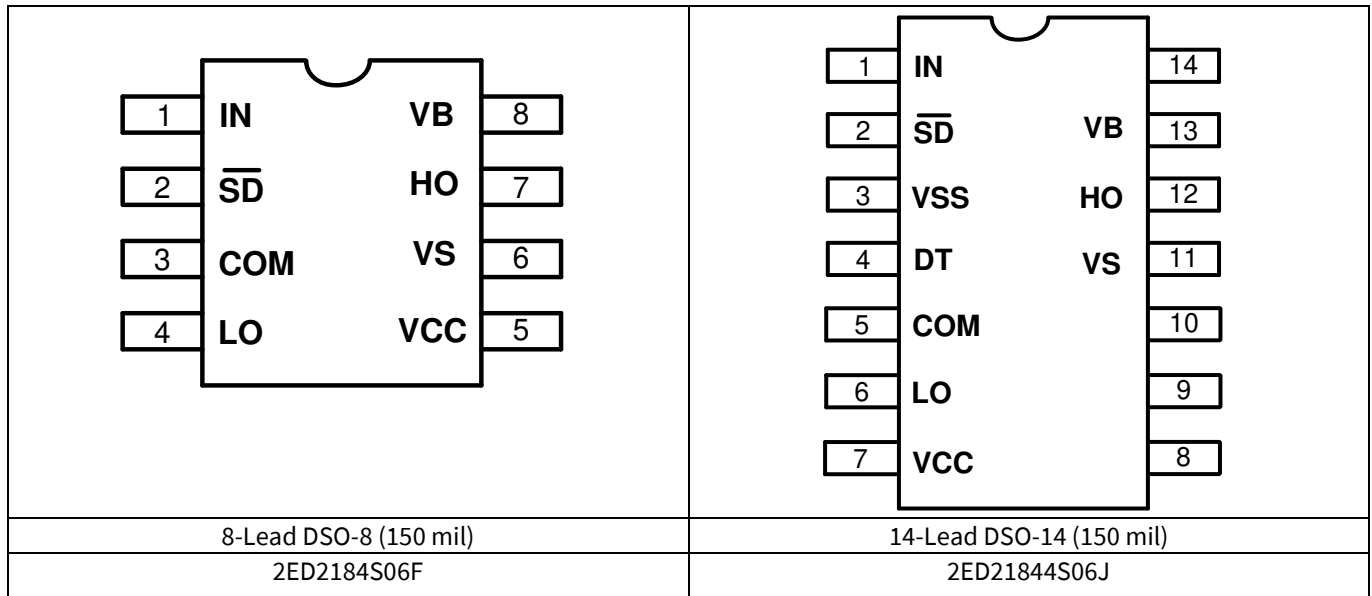 1 IN VB 8
2 S̅D̅ HO 7
3 COM VS 6
4 LO VCC 5
1 IN 14
2 S̅D̅ VB 13
3 VSS HO 12
4 DT VS 11
5 COM 10
6 LO 9
7 VCC 8
8-Lead DSO-8 (150 mil) 14-Lead DSO-14 (150 mil)
2ED2184S06F 2ED21844S06J